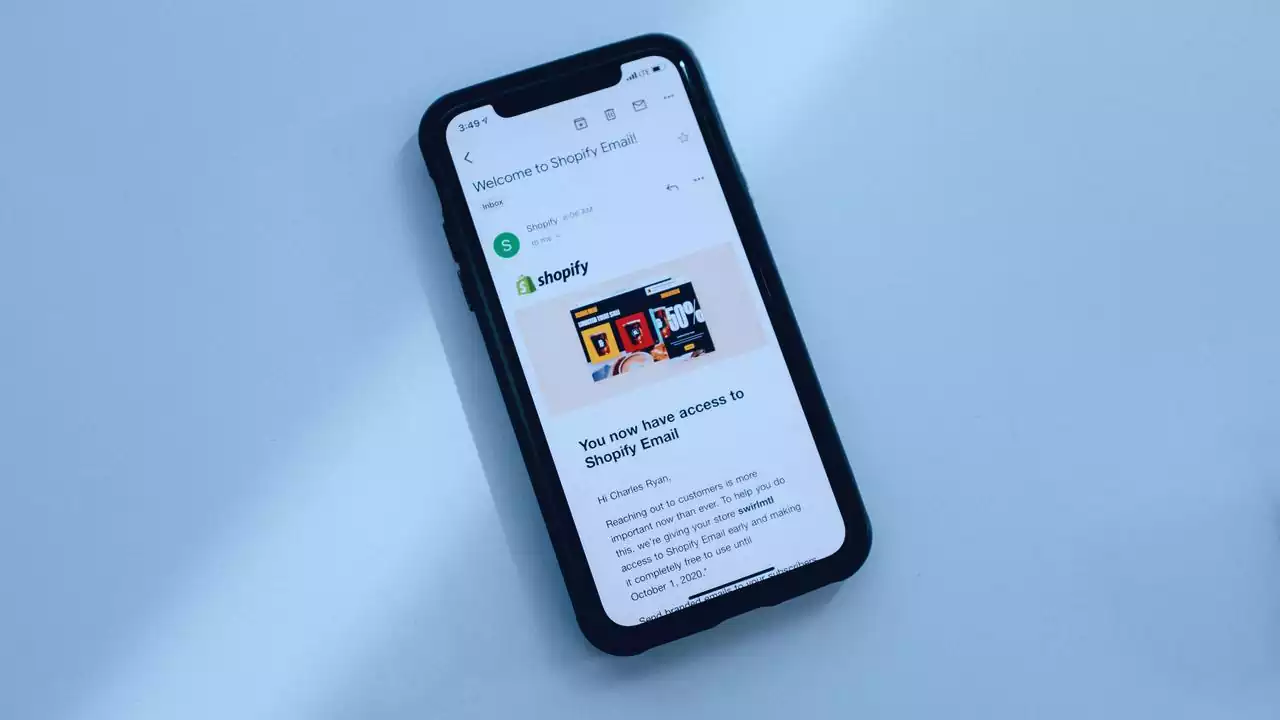 3:49
LTE
Welcome to Shopify Email!
Inbox
S
Shopify 8:06 AM
to me
shopify
50%
You now have access to
Shopify Email
Hi Charles Ryan,
Reaching out to customers is more
important now than ever. To help you do
this, we're giving your store swirlmtl
access to Shopify Email early and making
it completely free to use until
October 1, 2020.*
Send branded emails to your subscribers